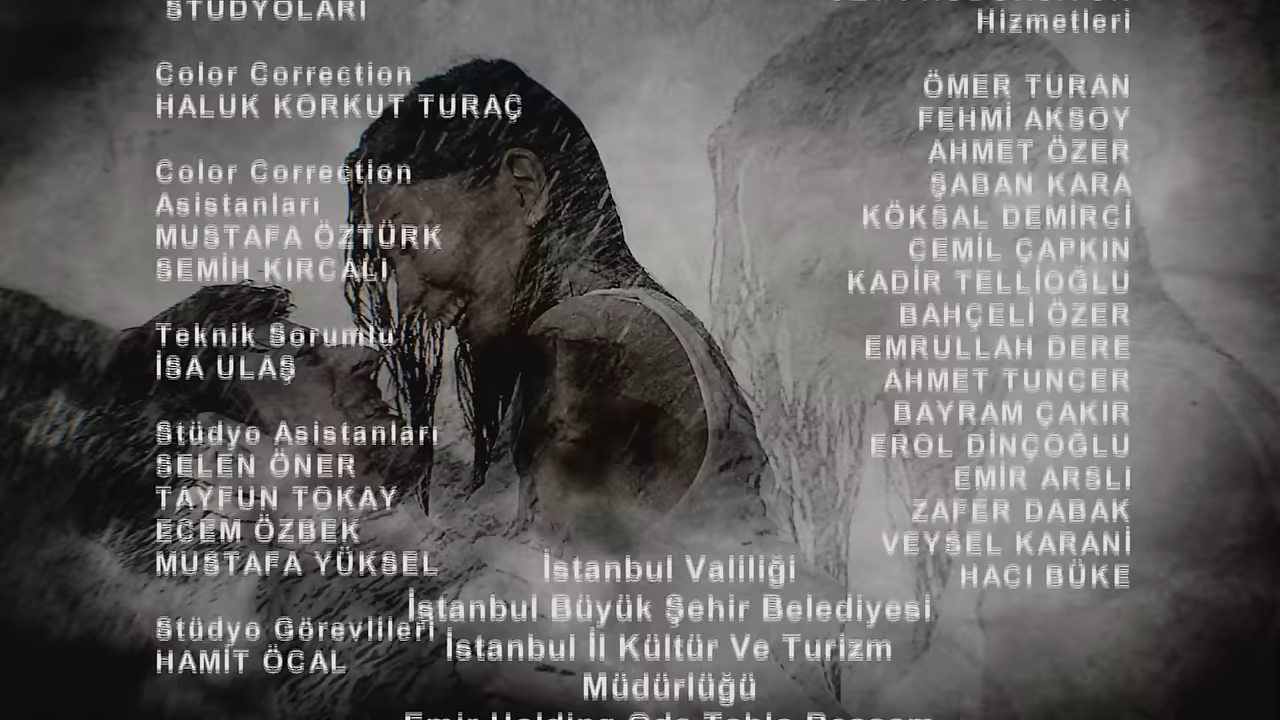 STÜDYOLARI
Color Correction
HALUK KORKUT TURAÇ
Color Correction
Asistanları
MUSTAFA ÖZTÜRK
SEMİH KIRCALI
Teknik Sorumlu
İSA ULAŞ
Stüdyo Asistanları
SELEN ÖNER
TAYFUN TOKAY
ECEM ÖZBEK
MUSTAFA YÜKSEL
Stüdyo Görevlileri
HAMİT ÖCAL
Hizmetleri
ÖMER TURAN
FEHMİ AKSOY
AHMET ÖZER
ŞABAN KARA
KÖKSAL DEMİRCİ
CEMİL ÇAPKIN
KADİR TELLİOĞLU
BAHÇELİ ÖZER
EMRULLAH DERE
AHMET TUNCER
BAYRAM ÇAKIR
EROL DİNÇOĞLU
EMİR ARSLI
ZAFER DABAK
VEYSEL KARANİ
HACI BÜKE
İstanbul Valiliği
İstanbul Büyük Şehir Belediyesi
İstanbul İl Kültür Ve Turizm
Müdürlüğü